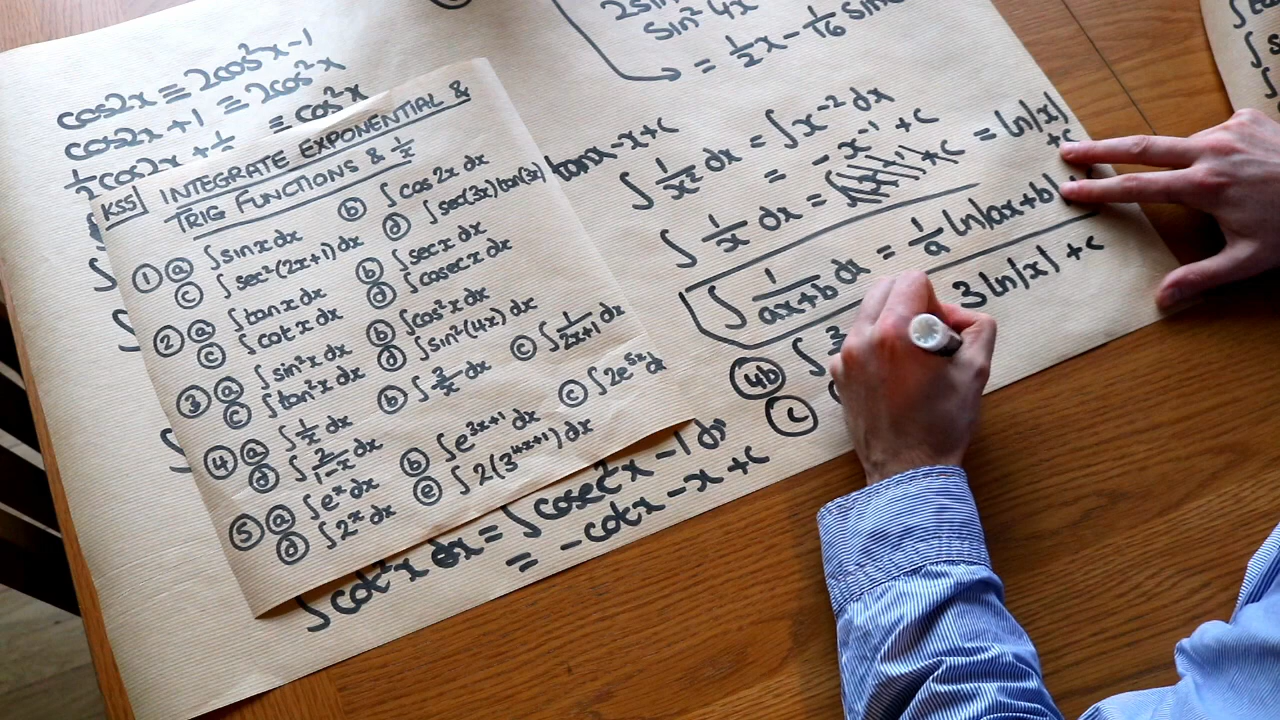 cos2x ≡ 2cos²x-1
cos2x + 1 ≡ 2cos²x
½cos2x + ½ ≡ cos²x
KSS INTEGRATE EXPONENTIAL &
TRIG FUNCTIONS & 1/x
① ⓐ ∫sinx dx ⓑ ∫cos2x dx
ⓒ ∫sec²(2x+1) dx ⓓ ∫sec(3x)tan(3x)
② ⓐ ∫tanx dx ⓑ ∫secx dx
ⓒ ∫cotx dx ⓓ ∫cosecx dx
③ ⓐ ∫sin²x dx ⓑ ∫cos²x dx
ⓒ ∫tan²x dx ⓓ ∫sin²(4x) dx
④ ⓐ ∫1/x dx ⓑ ∫3/x dx ⓒ ∫1/(2x+1) dx
ⓓ ∫2/(1-x) dx
⑤ ⓐ ∫eˣ dx ⓑ ∫e³ˣ⁺¹ dx ⓒ ∫2e⁵ˣ d
ⓓ ∫2ˣ dx ⓔ ∫2(3⁴ˣ⁺¹) dx
∫cot²x dx = ∫cosec²x - 1 dx
= -cotx - x + c
2sin
sin²4x
= ½x - 1/16 sin
tanx - x + c
∫1/x² dx = ∫x⁻² dx
= -x⁻¹ + c
∫1/x dx = = ln|x| + c
∫1/(ax+b) dx = 1/a ln|ax+b|
4b ∫3 3ln|x| + c
ⓒ